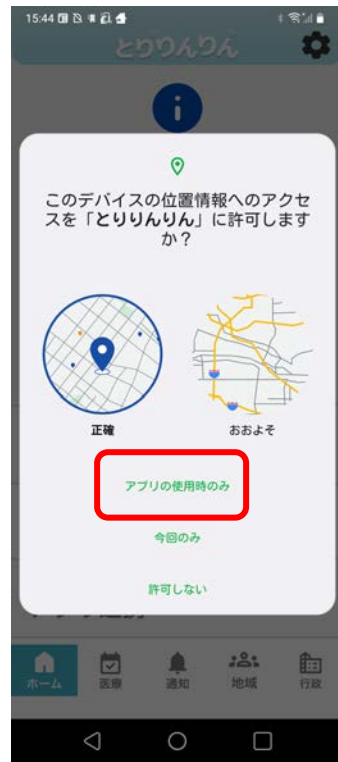 15:44
とりりんりん
このデバイスの位置情報へのアクセ
スを「とりりんりん」に許可します
か？
正確
おおよそ
アプリの使用時のみ
今回のみ
許可しない
ホーム
医療
通知
地域
行政